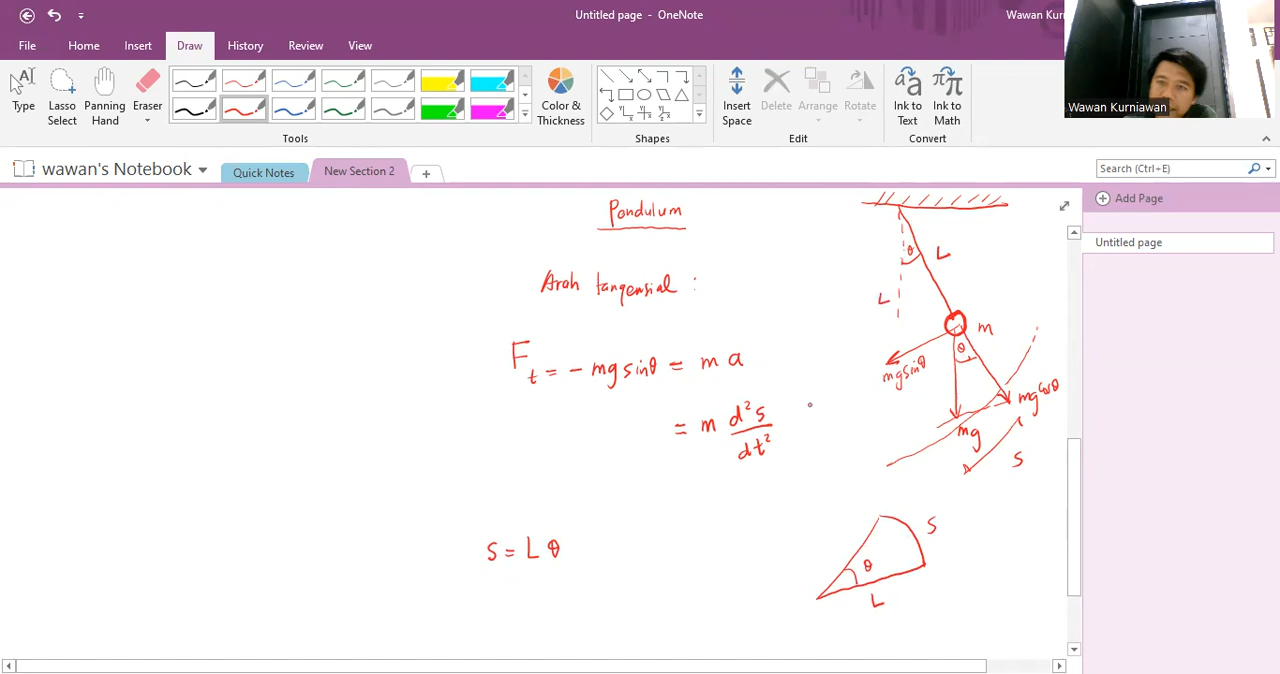 Untitled page - OneNote
Wawan Kur
File Home Insert Draw History Review View
Type
Lasso Select
Panning Hand
Eraser
Color & Thickness
Insert Space
Delete
Arrange
Rotate
Ink to Text
Ink to Math
Tools
Shapes
Edit
Convert
Wawan Kurniawan
wawan's Notebook
Quick Notes
New Section 2
Search (Ctrl+E)
Add Page
Untitled page
Pendulum
Arah tangensial :
F_t = - mg sinθ = m a
= m d²s/dt²
s = L θ
θ
L
L
m
θ
mg sinθ
mg cosθ
mg
s
s
θ
L